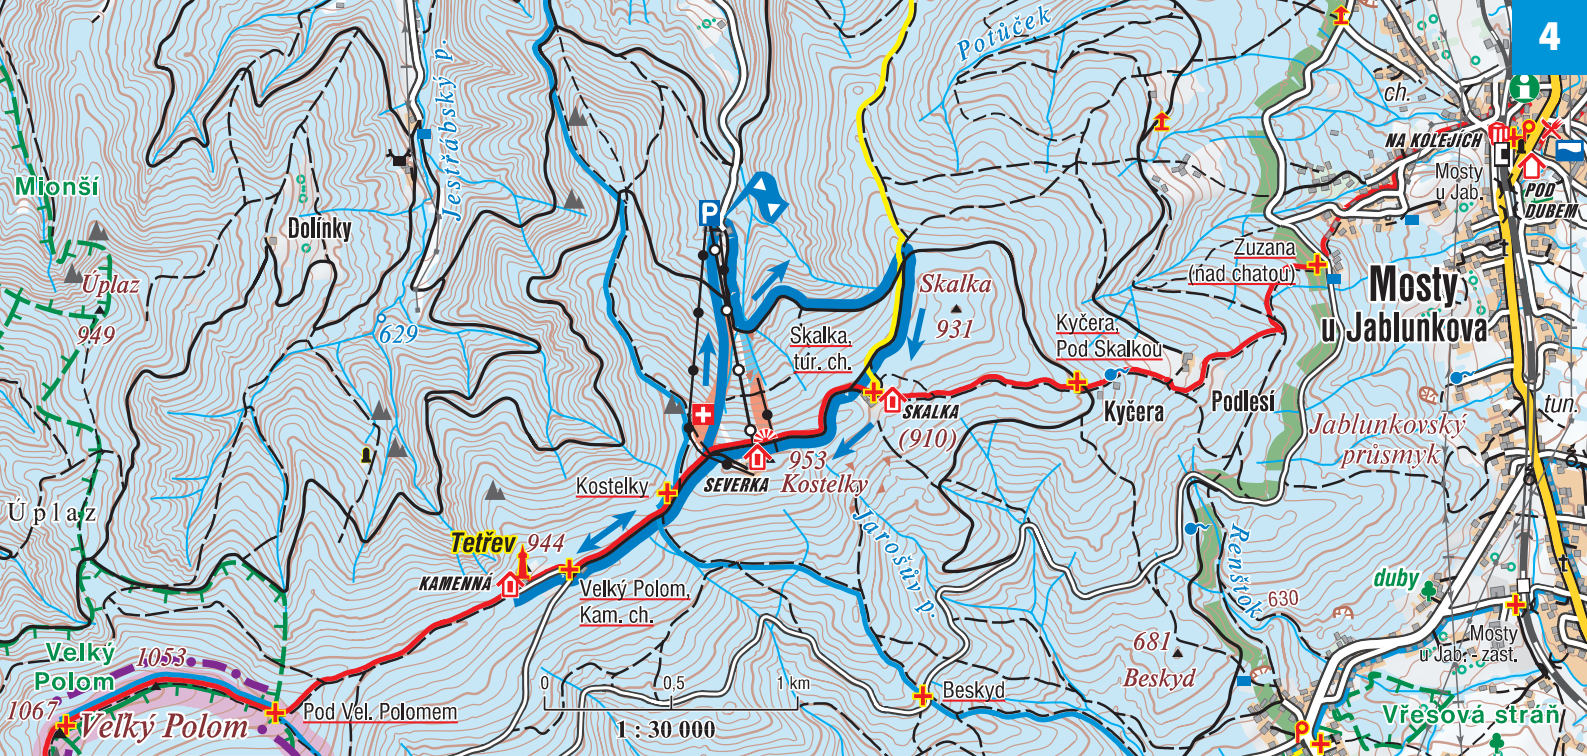 4
Potůček
Jestřábský p.
ch.
NA KOLEJÍCH
Mosty
u Jab.
POD
DUBEM
Mionší
Dolínky
P
Úplaz
949
629
Skalka
931
Zuzana
(nad chatou)
Mosty
u Jablunkova
Skalka,
tur. ch.
Kyčera,
Pod Skalkou
Kyčera
Podlesí
SKALKA
(910)
Jablunkovský
průsmyk
tun.
953
Kostelky
SEVERKA
Kostelky
Úplaz
Tetřev
944
KAMENNÁ
Velký Polom,
Kam. ch.
Jarošův p.
Renštok
630
duby
Mosty
u Jab. - zast.
681
Beskyd
Velký
Polom
1053
1067
Velký Polom
Pod Vel. Polomem
0
0,5
1 km
1 : 30 000
Beskyd
Vřesová stráň
P